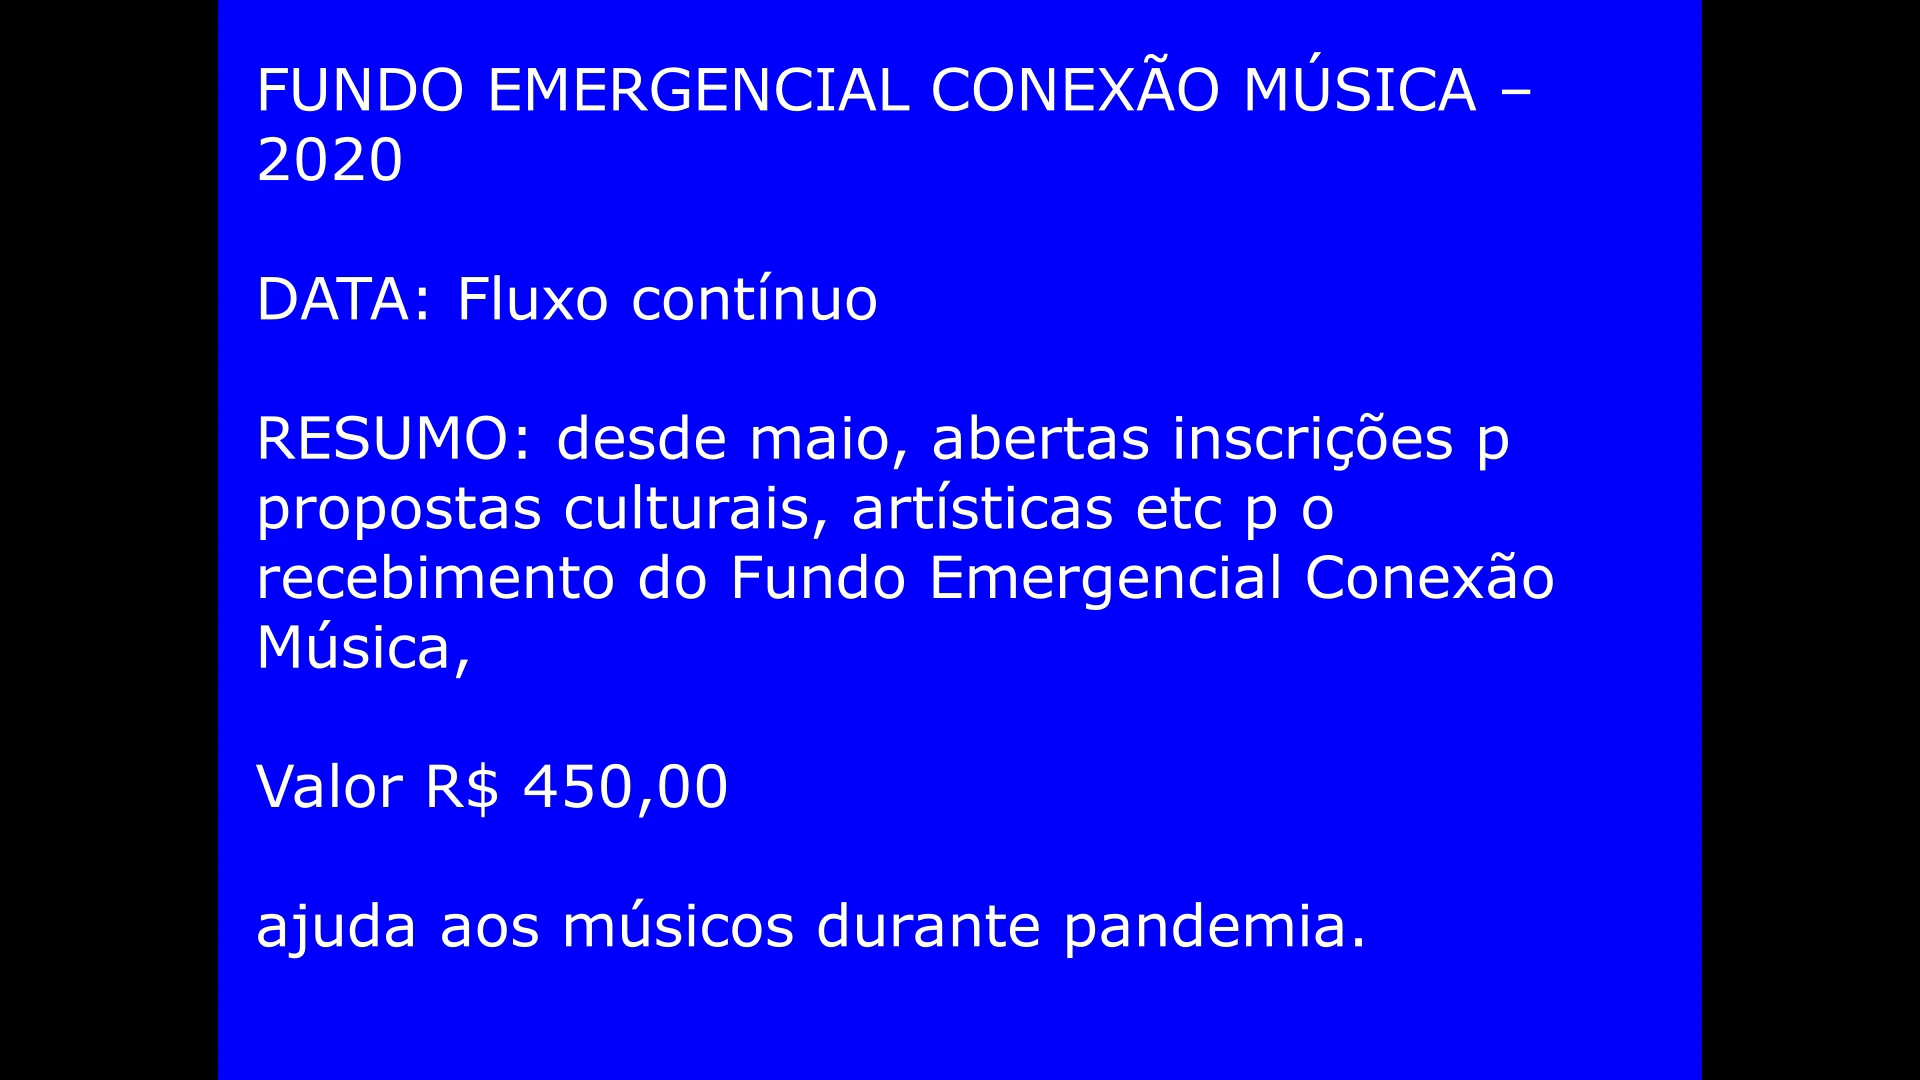 FUNDO EMERGENCIAL CONEXÃO MÚSICA –
2020
DATA: Fluxo contínuo
RESUMO: desde maio, abertas inscrições p
propostas culturais, artísticas etc p o
recebimento do Fundo Emergencial Conexão
Música,
Valor R$ 450,00
ajuda aos músicos durante pandemia.